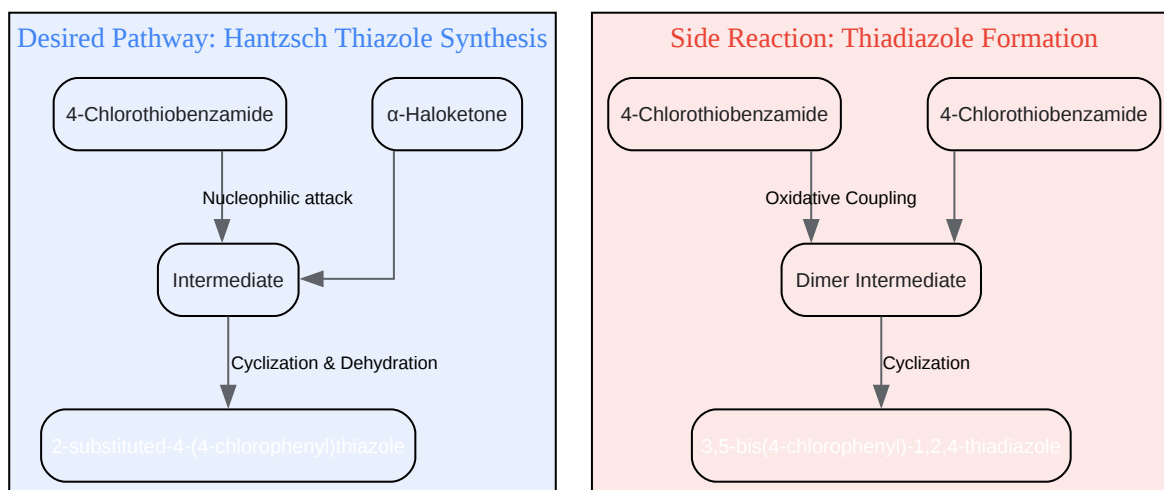 Desired Pathway: Hantzsch Thiazole Synthesis
4-Chlorothiobenzamide
α-Haloketone
Nucleophilic attack
Intermediate
Cyclization & Dehydration
2-substituted-4-(4-chlorophenyl)thiazole
Side Reaction: Thiadiazole Formation
4-Chlorothiobenzamide
4-Chlorothiobenzamide
Oxidative Coupling
Dimer Intermediate
Cyclization
3,5-bis(4-chlorophenyl)-1,2,4-thiadiazole